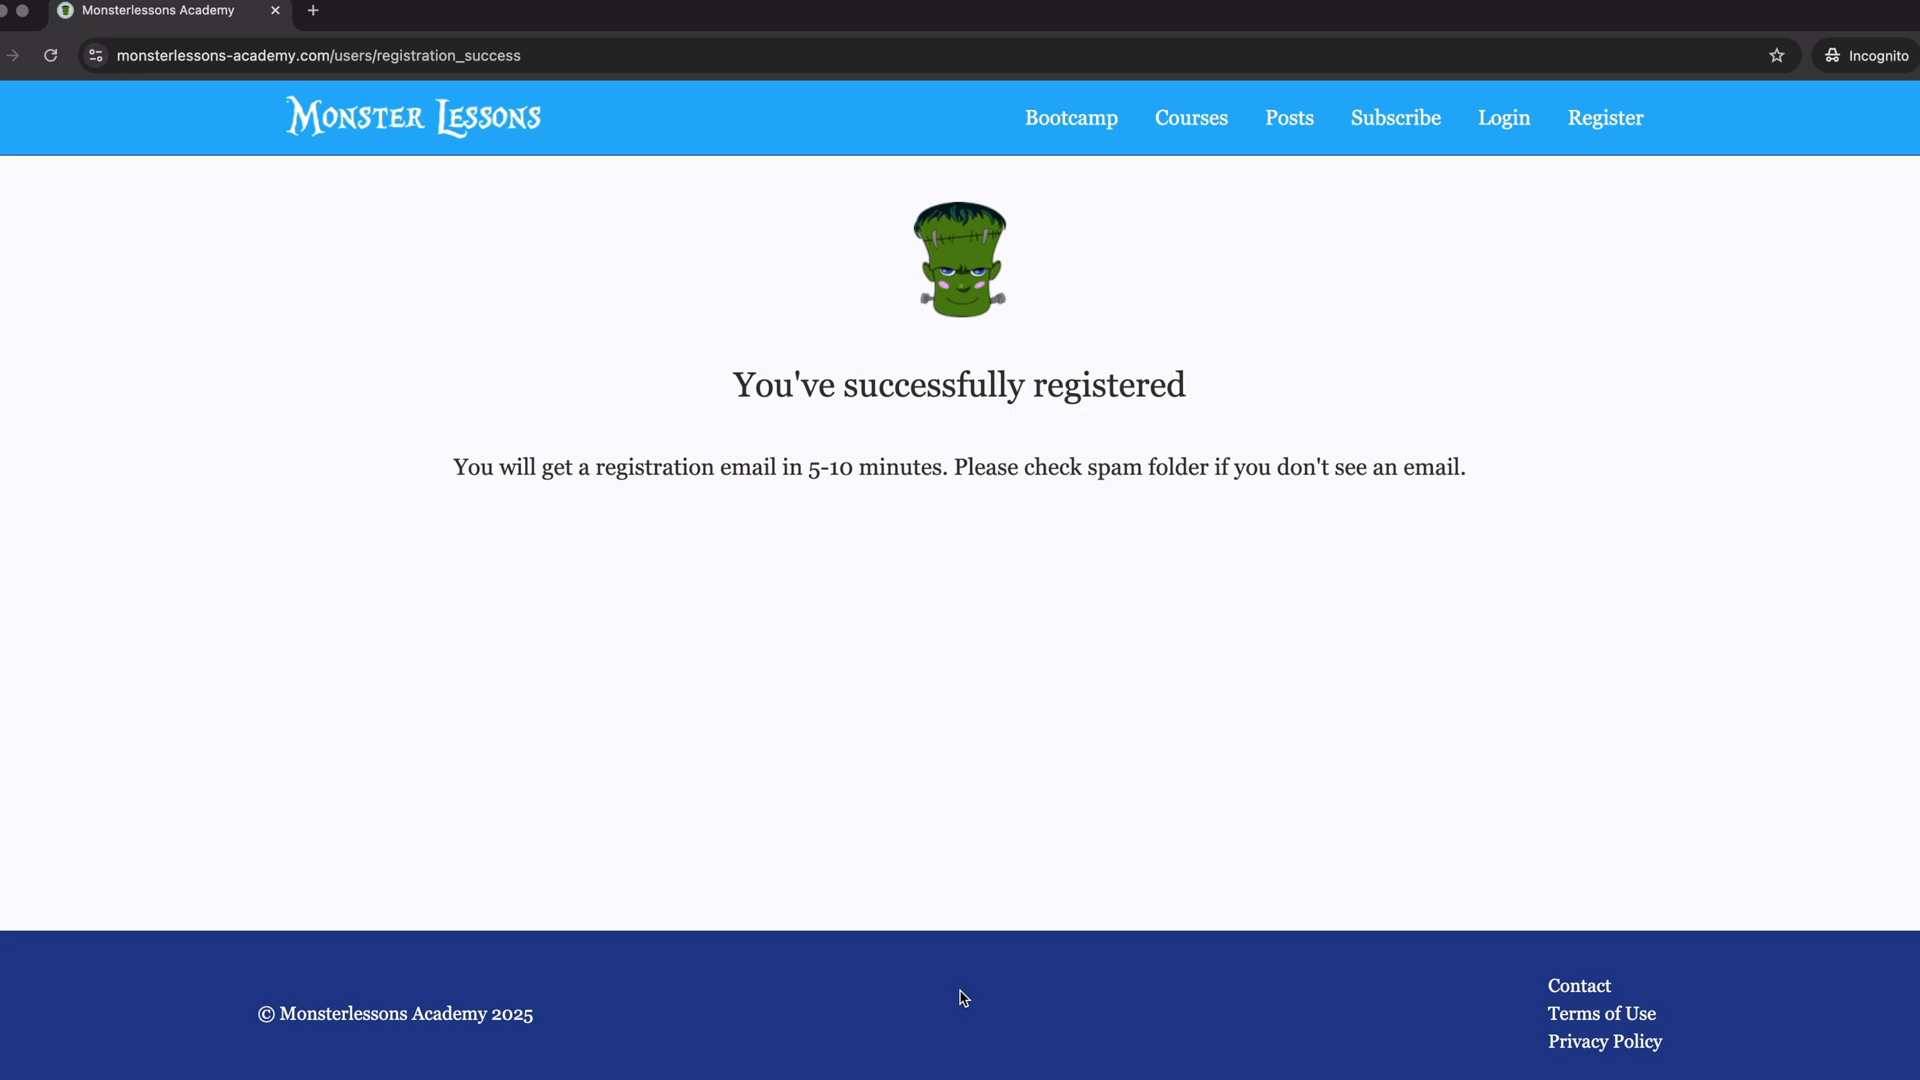 Monsterlessons Academy
monsterlessons-academy.com/users/registration_success
Incognito
Monster Lessons
Bootcamp
Courses
Posts
Subscribe
Login
Register
You've successfully registered
You will get a registration email in 5-10 minutes. Please check spam folder if you don't see an email.
© Monsterlessons Academy 2025
Contact
Terms of Use
Privacy Policy